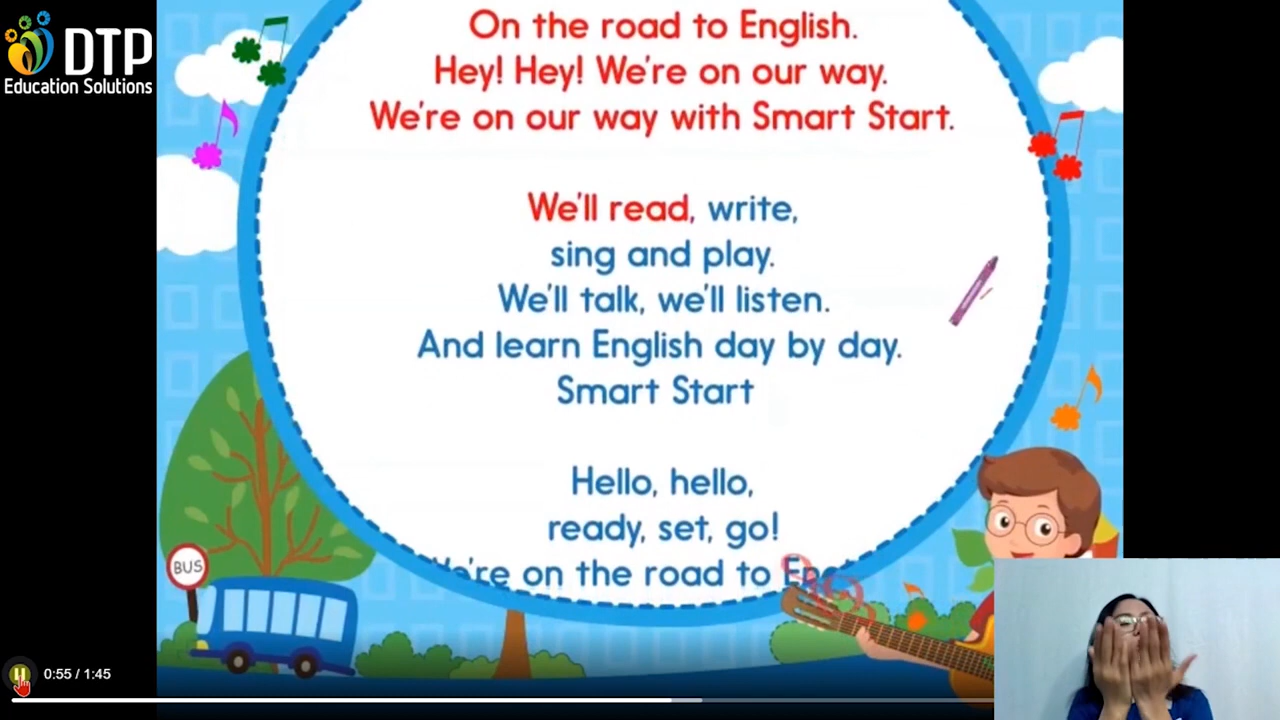 DTP
Education Solutions
On the road to English.
Hey! Hey! We're on our way.
We're on our way with Smart Start.
We'll read, write,
sing and play.
We'll talk, we'll listen.
And learn English day by day.
Smart Start
Hello, hello,
ready, set, go!
on the road to
BUS
0:55 / 1:45